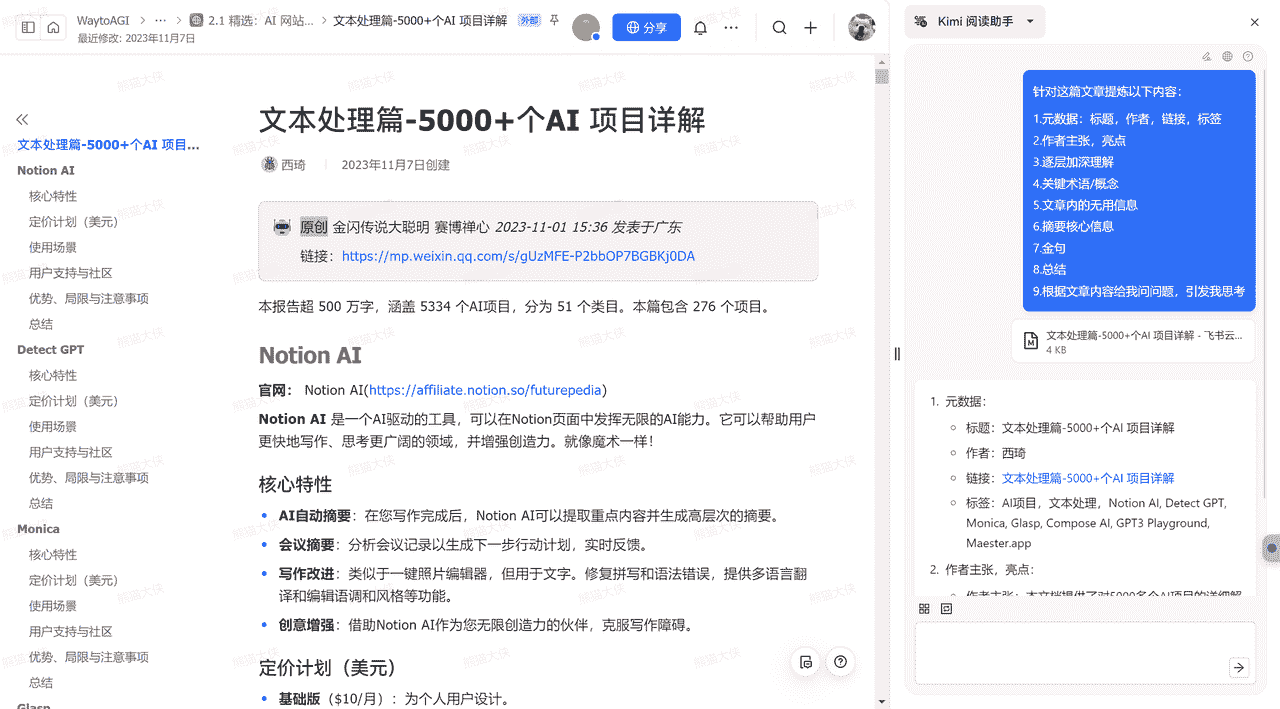 WaytoAGI
2.1 精选：AI 网站...
文本处理篇-5000+个AI 项目详解
外部
最近修改: 2023年11月7日
分享
文本处理篇-5000+个AI 项目...
Notion AI
核心特性
定价计划（美元）
使用场景
用户支持与社区
优势、局限与注意事项
总结
Detect GPT
核心特性
定价计划（美元）
使用场景
用户支持与社区
优势、局限与注意事项
总结
Monica
核心特性
定价计划（美元）
使用场景
用户支持与社区
优势、局限与注意事项
总结
Glasp
文本处理篇-5000+个AI 项目详解
西琦
2023年11月7日创建
原创 金闪传说大聪明 赛博禅心 2023-11-01 15:36 发表于广东
链接：https://mp.weixin.qq.com/s/gUzMFE-P2bbOP7BGBKj0DA
本报告超 500 万字，涵盖 5334 个AI项目，分为 51 个类目。本篇包含 276 个项目。
Notion AI
官网： Notion AI(https://affiliate.notion.so/futurepedia)
Notion AI 是一个AI驱动的工具，可以在Notion页面中发挥无限的AI能力。它可以帮助用户
更快地写作、思考更广阔的领域，并增强创造力。就像魔术一样！
核心特性
AI自动摘要：在您写作完成后，Notion AI可以提取重点内容并生成高层次的摘要。
会议摘要：分析会议记录以生成下一步行动计划，实时反馈。
写作改进：类似于一键照片编辑器，但用于文字。修复拼写和语法错误，提供多语言翻
译和编辑语调和风格等功能。
创意增强：借助Notion AI作为您无限创造力的伙伴，克服写作障碍。
定价计划（美元）
基础版（$10/月）：为个人用户设计。
熊猫大侠
Kimi 阅读助手
针对这篇文章提炼以下内容：
1.元数据：标题，作者，链接，标签
2.作者主张，亮点
3.逐层加深理解
4.关键术语/概念
5.文章内的无用信息
6.摘要核心信息
7.金句
8.总结
9.根据文章内容给我问问题，引发我思考
文本处理篇-5000+个AI 项目详解 - 飞书云...
4 KB
1. 元数据：
标题：文本处理篇-5000+个AI 项目详解
作者：西琦
链接：文本处理篇-5000+个AI 项目详解
标签：AI项目，文本处理，Notion AI, Detect GPT,
Monica, Glasp, Compose AI, GPT3 Playground,
Maester.app
2. 作者主张，亮点：
作者主张：本文档提供了对5000多个AI项目的详细解